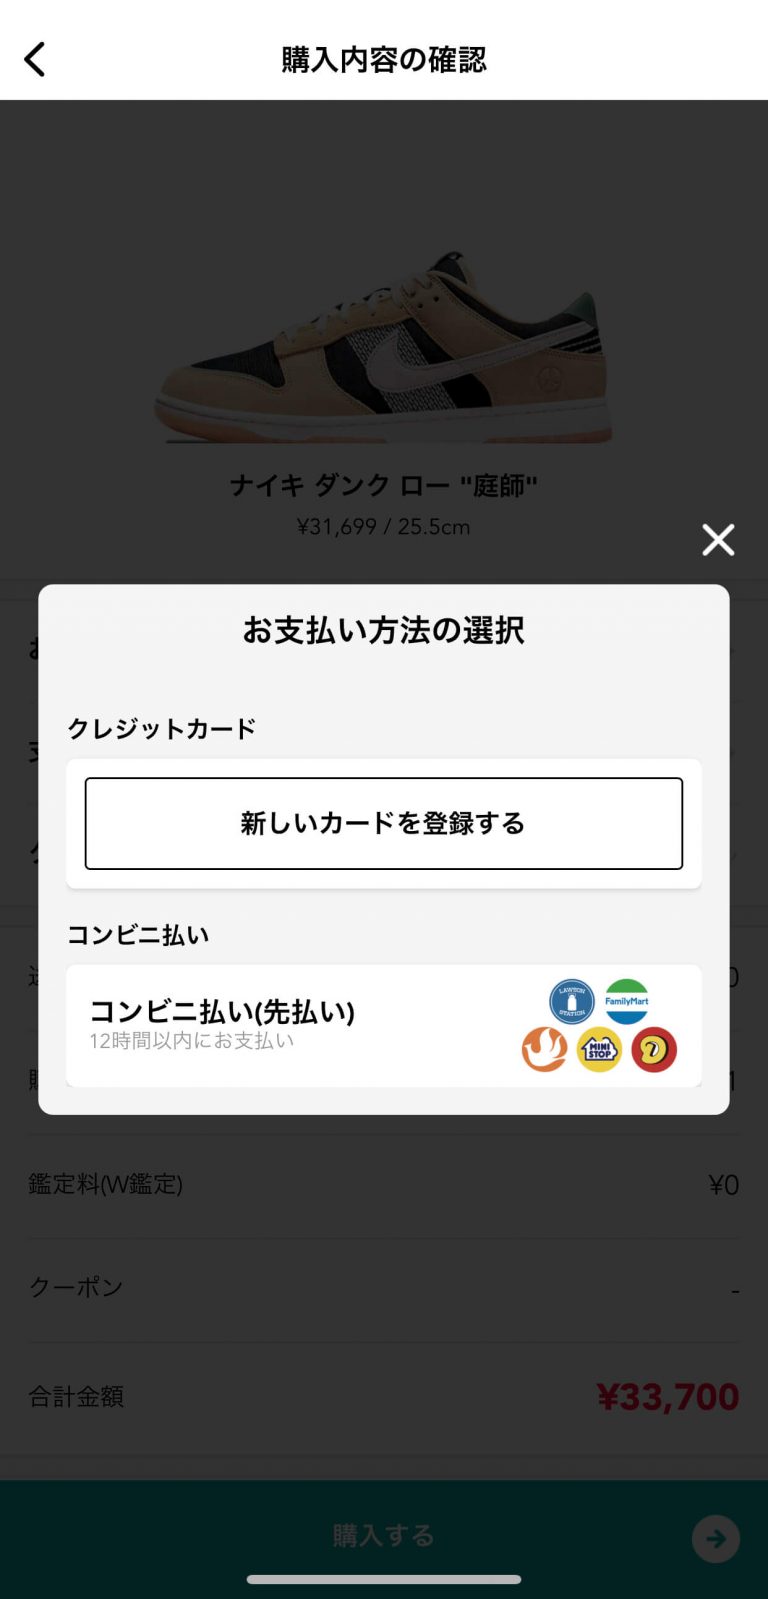 購入内容の確認
ナイキ ダンク ロー "庭師"
¥31,699 / 25.5cm
お支払い方法の選択
クレジットカード
新しいカードを登録する
コンビニ払い
コンビニ払い(先払い)
12時間以内にお支払い
LAWSON
STATION
FamilyMart
MINI
STOP
鑑定料(W鑑定)
¥0
クーポン
-
合計金額
¥33,700
購入する